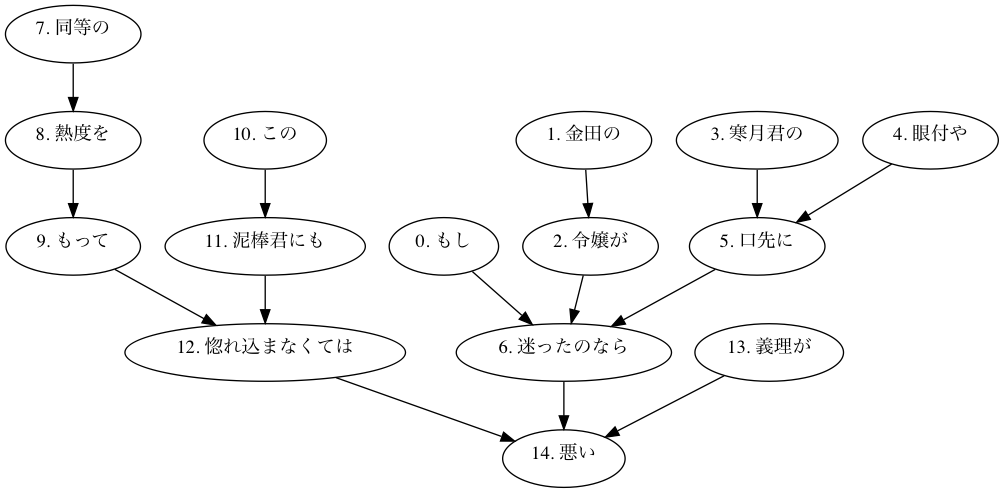 7. 同等の
8. 熱度を
10. この
1. 金田の
3. 寒月君の
4. 眼付や
9. もって
11. 泥棒君にも
0. もし
2. 令嬢が
5. 口先に
12. 惚れ込まなくては
6. 迷ったのなら
13. 義理が
14. 悪い